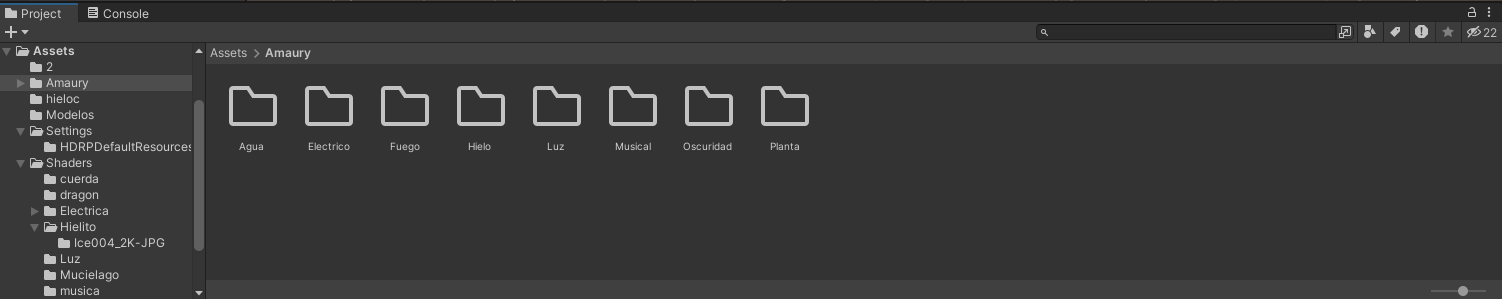 Project
Console
22
Assets
2
Amaury
hieloc
Modelos
Settings
HDRPDefaultResources
Shaders
cuerda
dragon
Electrica
Hielito
Ice004_2K-JPG
Luz
Mucielago
musica
Assets > Amaury
Agua
Electrico
Fuego
Hielo
Luz
Musical
Oscuridad
Planta